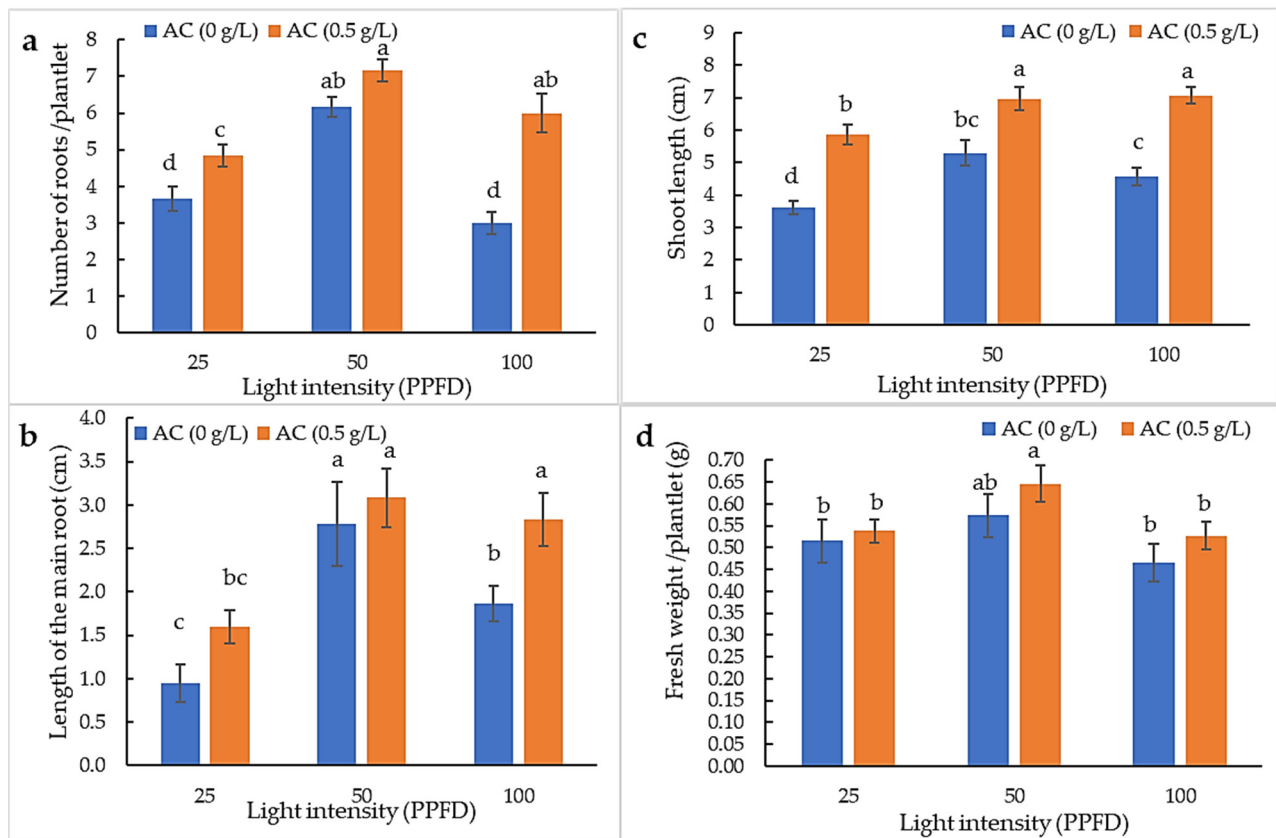 a
AC (0 g/L) AC (0.5 g/L)
Number of roots /plantlet
8
7
6
5
4
3
2
1
0
d c ab a d ab
25 50 100
Light intensity (PPFD)
c
AC (0 g/L) AC (0.5 g/L)
Shoot length (cm)
9
8
7
6
5
4
3
2
1
0
d b bc a c a
25 50 100
Light intensity (PPFD)
b
AC (0 g/L) AC (0.5 g/L)
Length of the main root (cm)
4.0
3.5
3.0
2.5
2.0
1.5
1.0
0.5
0.0
c bc a a b a
25 50 100
Light intensity (PPFD)
d
AC (0 g/L) AC (0.5 g/L)
Fresh weight /plantlet (g)
0.70
0.65
0.60
0.55
0.50
0.45
0.40
0.35
0.30
0.25
0.20
0.15
0.10
0.05
0.00
b b ab a b b
25 50 100
Light intensity (PPFD)